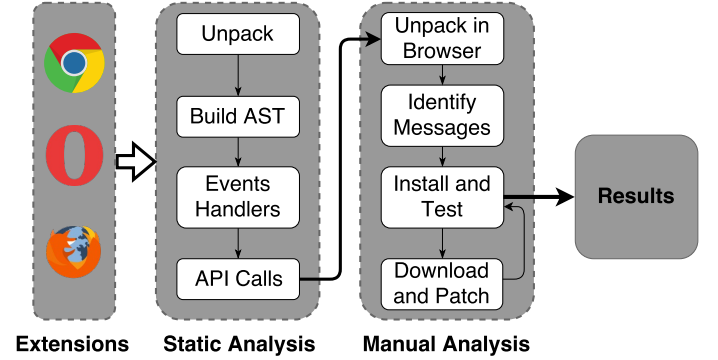 Unpack
Build AST
Events
Handlers
API Calls
Unpack in
Browser
Identify
Messages
Install and
Test
Download
and Patch
Results
Extensions
Static Analysis
Manual Analysis